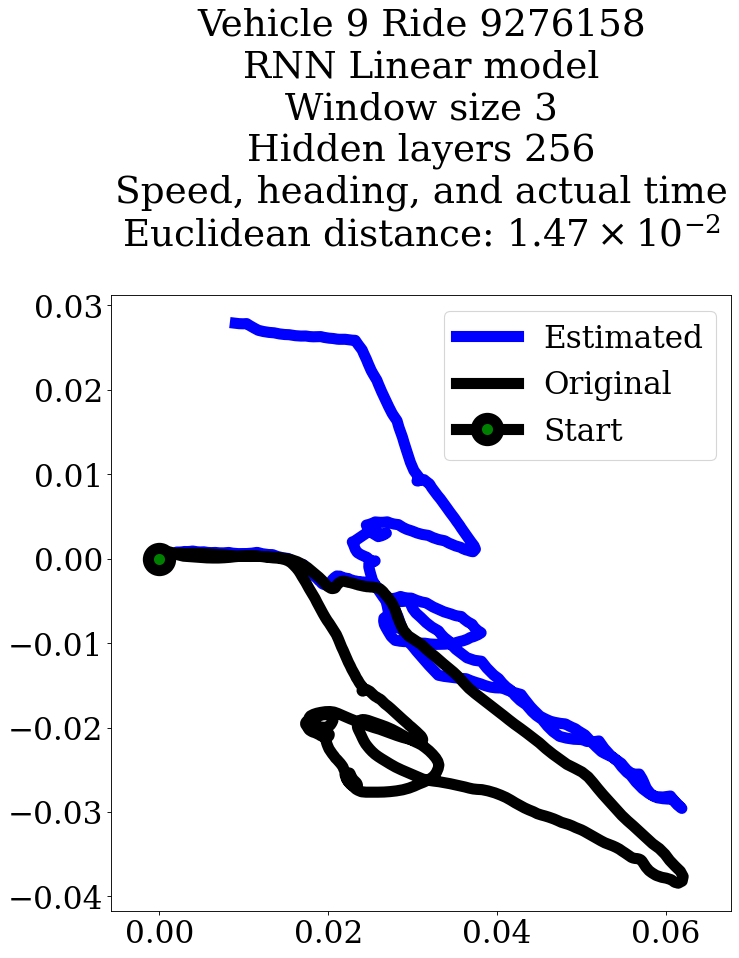 Vehicle 9 Ride 9276158
RNN Linear model
Window size 3
Hidden layers 256
Speed, heading, and actual time
Euclidean distance: 1.47 × 10⁻²
Estimated
Original
Start
0.03
0.02
0.01
0.00
−0.01
−0.02
−0.03
−0.04
0.00 0.02 0.04 0.06